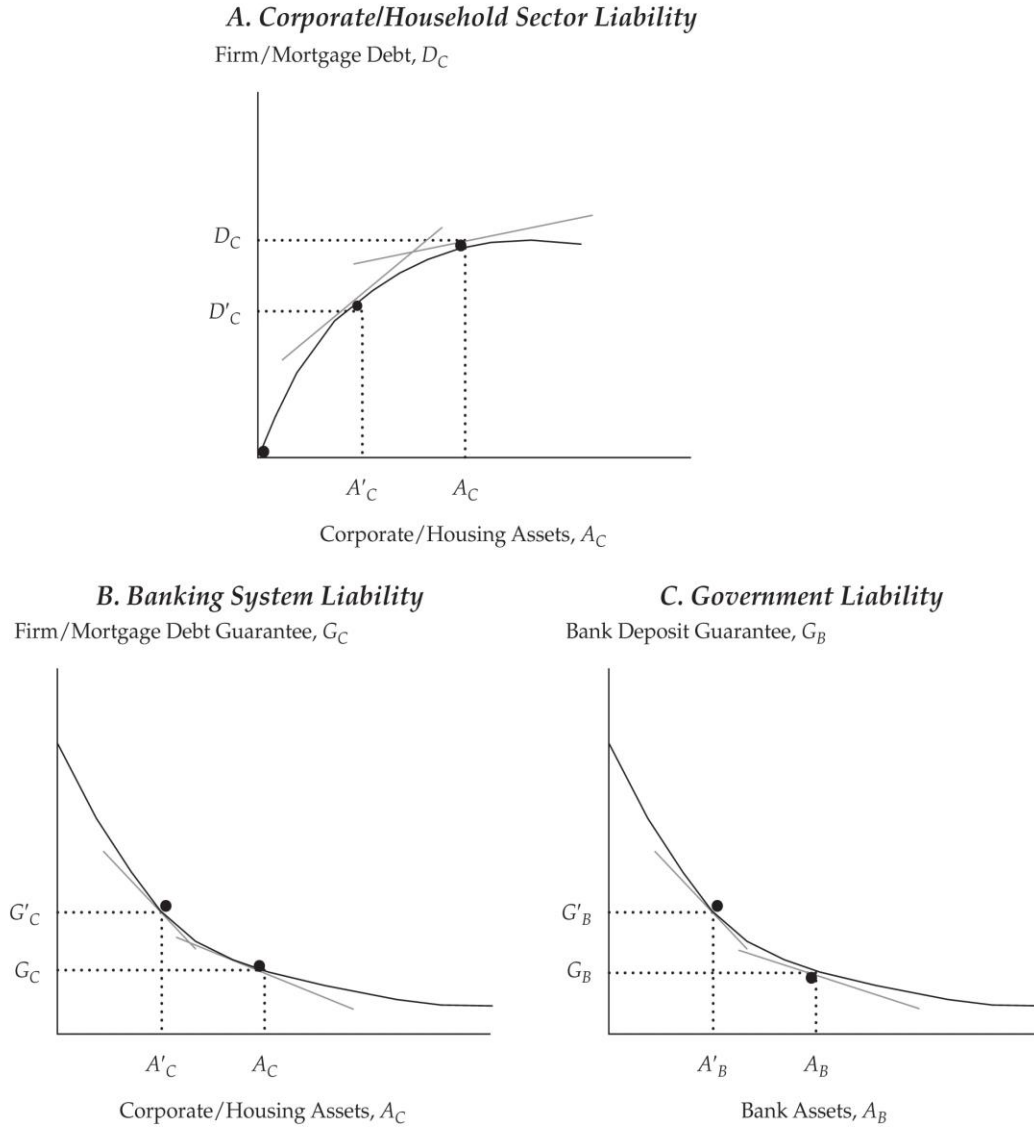 A. Corporate/Household Sector Liability
Firm/Mortgage Debt, D_C
D_C
D'_C
A'_C
A_C
Corporate/Housing Assets, A_C
B. Banking System Liability
Firm/Mortgage Debt Guarantee, G_C
G'_C
G_C
A'_C
A_C
Corporate/Housing Assets, A_C
C. Government Liability
Bank Deposit Guarantee, G_B
G'_B
G_B
A'_B
A_B
Bank Assets, A_B